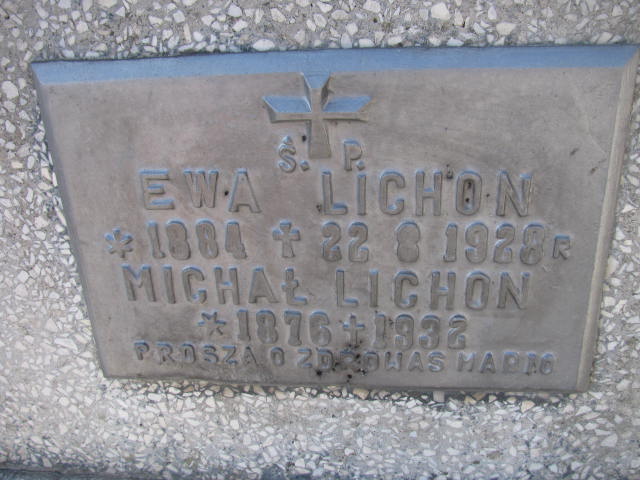 Ś. P.
EWA LICHOŃ
* 1884 ✝ 22 8 1928 R
MICHAŁ LICHOŃ
* 1876 ✝ 1932
PROSZĄ O ZDROWAŚ MARIO